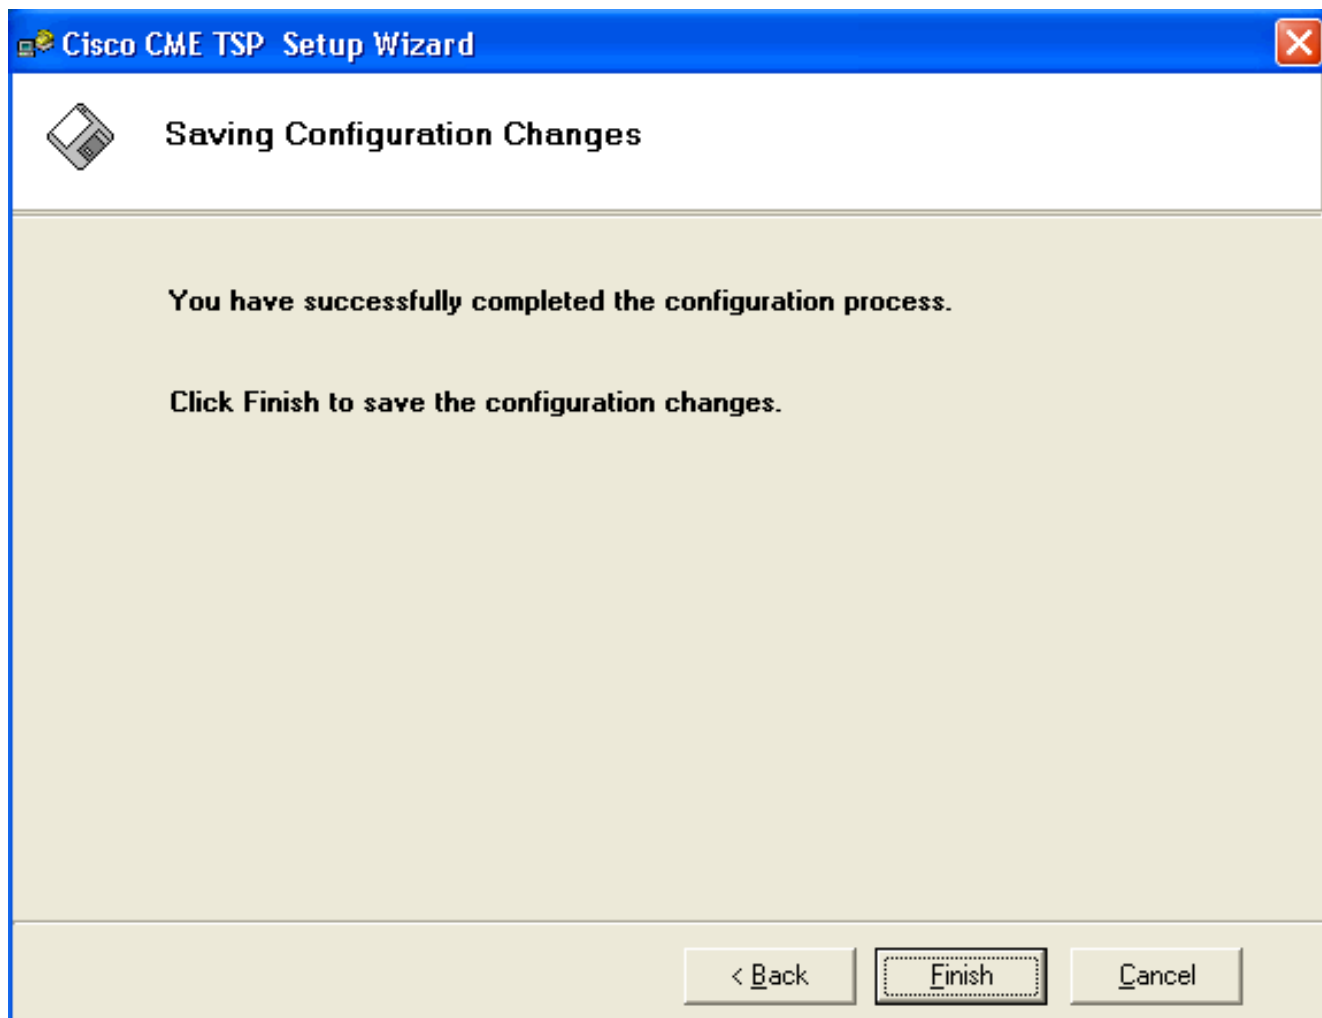 Cisco CME TSP  Setup Wizard
Saving Configuration Changes
You have successfully completed the configuration process.
Click Finish to save the configuration changes.
< Back
Finish
Cancel